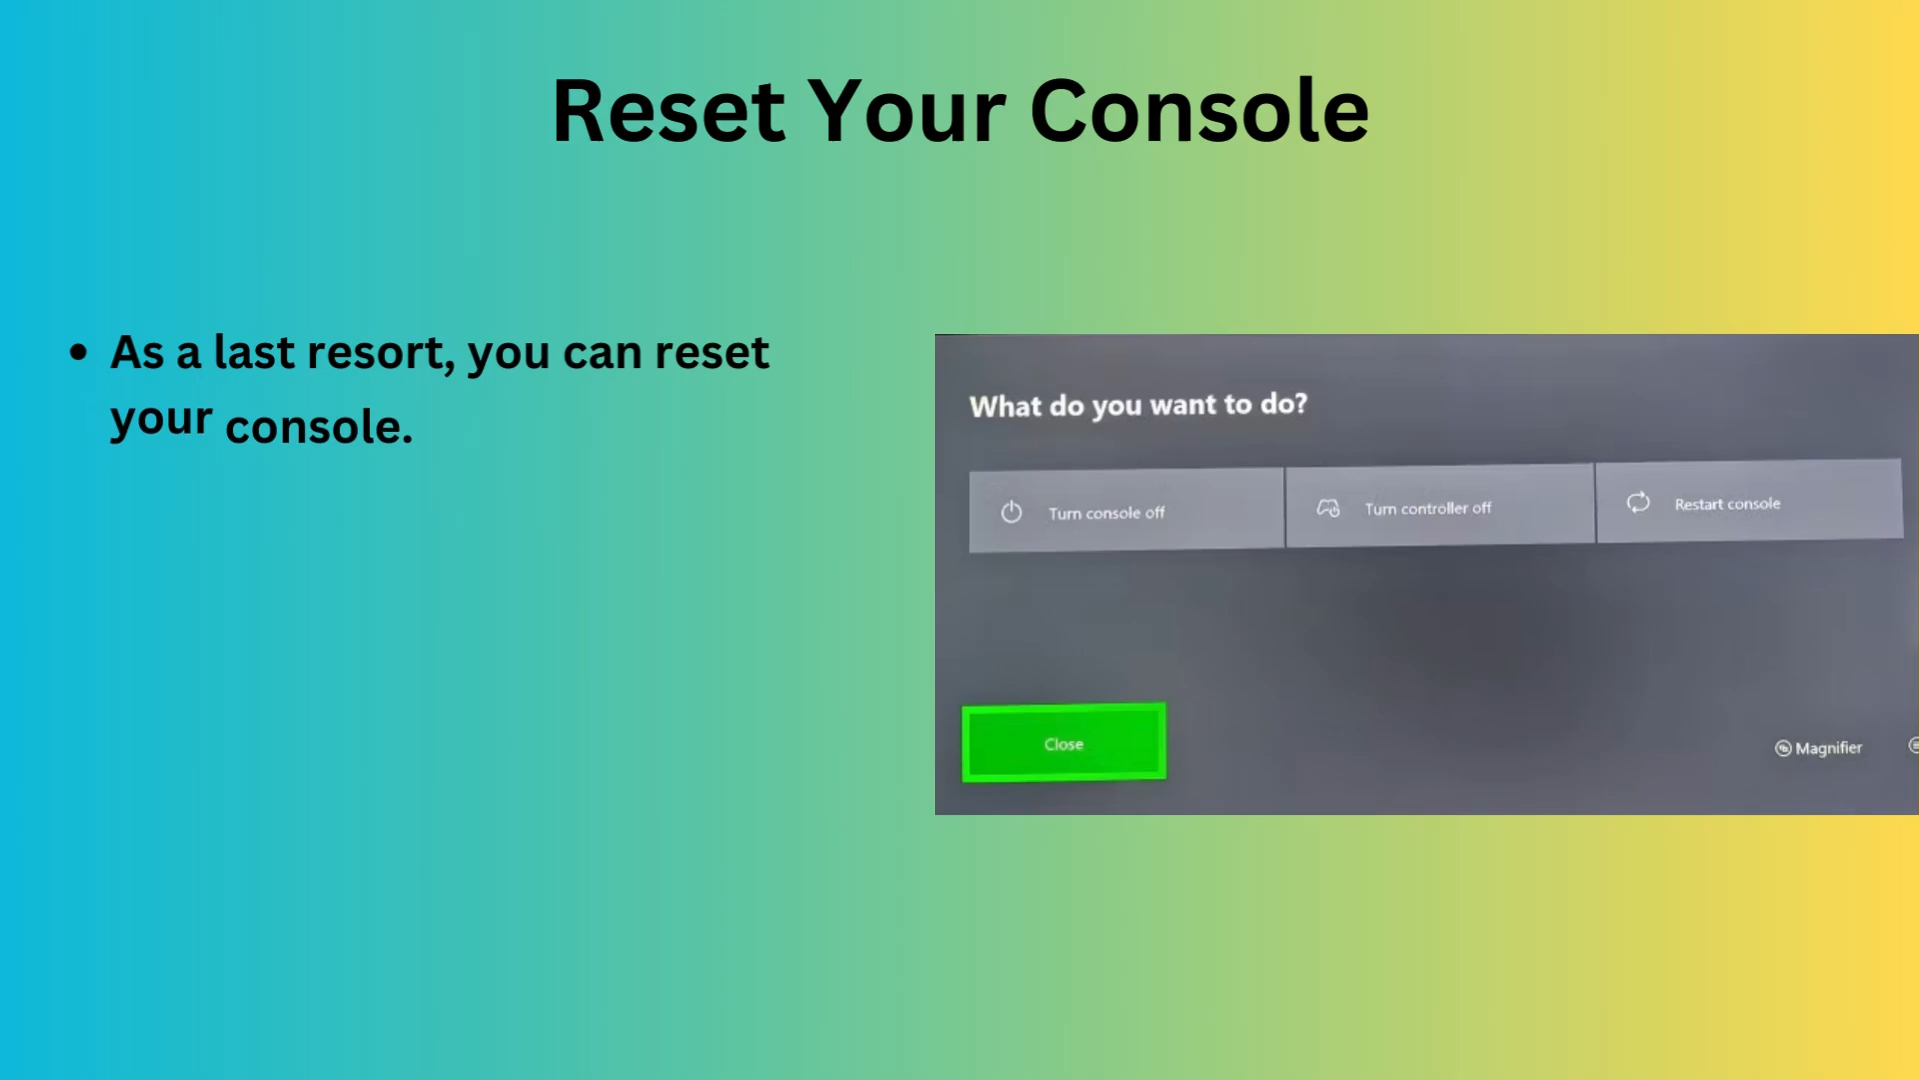 Reset Your Console
• As a last resort, you can reset
your console.
What do you want to do?
Turn console off
Turn controller off
Restart console
Close
Magnifier